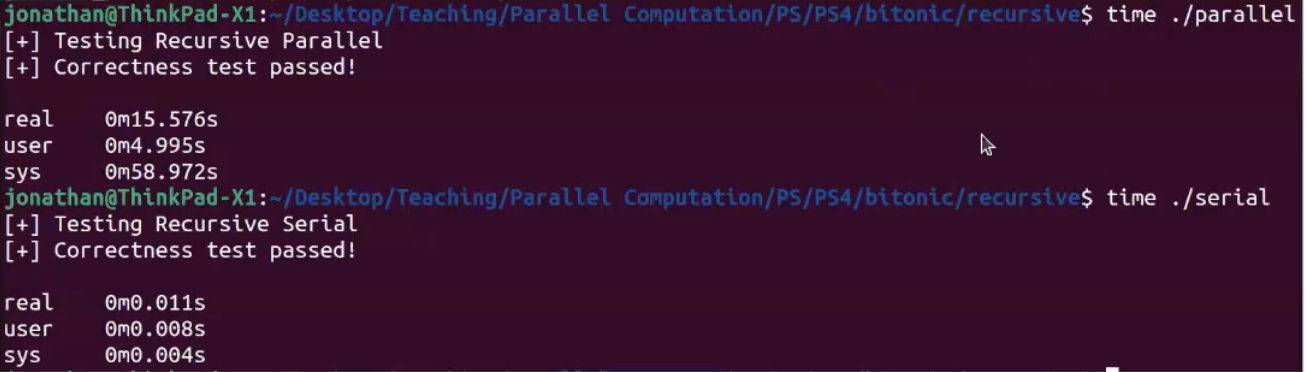 jonathan@ThinkPad-X1:~/Desktop/Teaching/Parallel Computation/PS/PS4/bitonic/recursive$ time ./parallel
[+] Testing Recursive Parallel
[+] Correctness test passed!
real 0m15.576s
user 0m4.995s
sys 0m58.972s
jonathan@ThinkPad-X1:~/Desktop/Teaching/Parallel Computation/PS/PS4/bitonic/recursive$ time ./serial
[+] Testing Recursive Serial
[+] Correctness test passed!
real 0m0.011s
user 0m0.008s
sys 0m0.004s